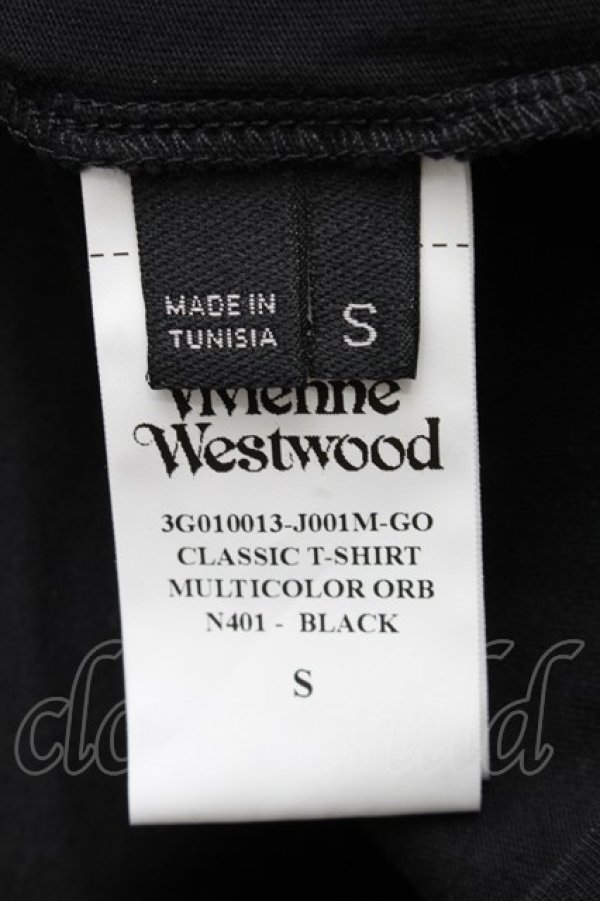 MADE IN
TUNISIA
S
Vivienne
Westwood
3G010013-J001M-GO
CLASSIC T-SHIRT
MULTICOLOR ORB
N401 - BLACK
S